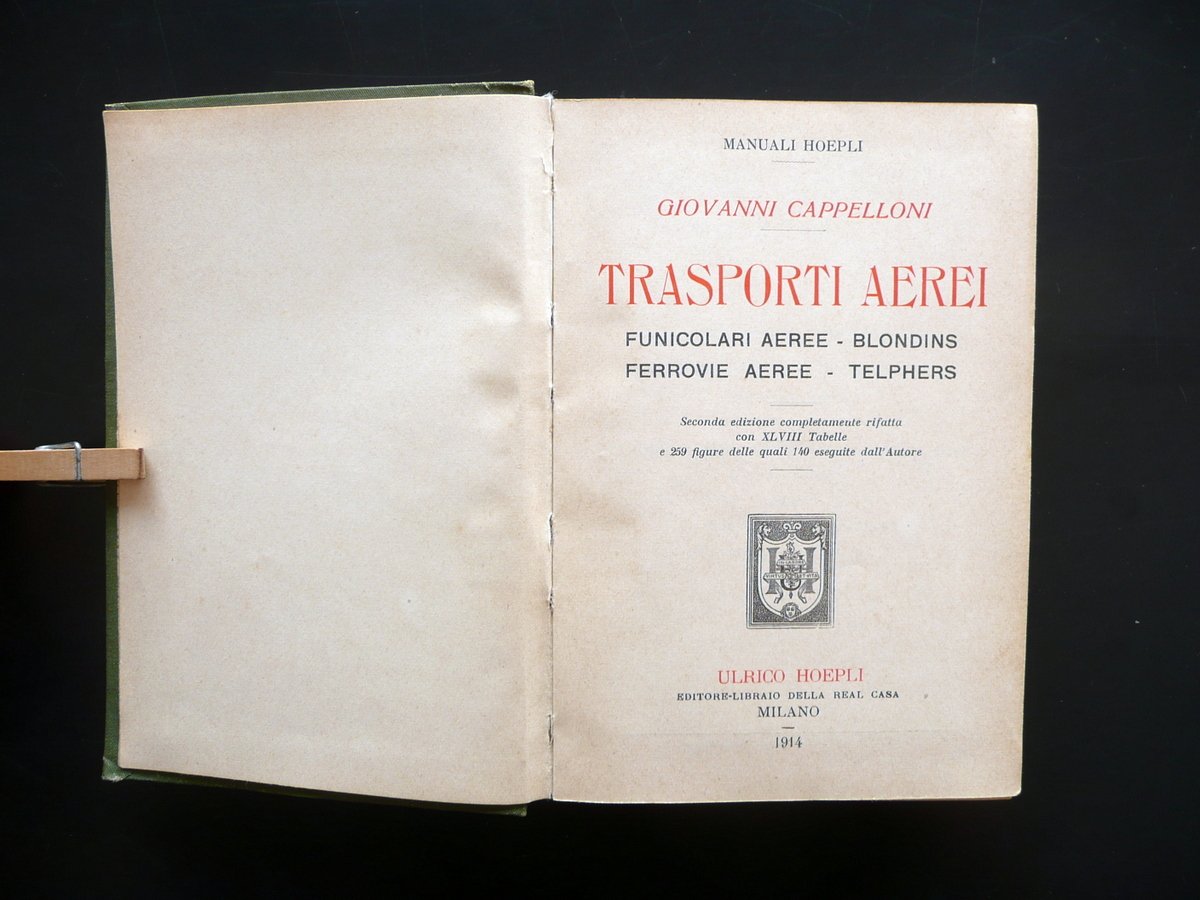 MANUALI HOEPLI
GIOVANNI CAPPELLONI
TRASPORTI AEREI
FUNICOLARI AEREE - BLONDINS
FERROVIE AEREE - TELPHERS
Seconda edizione completamente rifatta
con XLVIII Tabelle
e 259 figure delle quali 140 eseguite dall'Autore
ULRICO HOEPLI
EDITORE-LIBRAIO DELLA REAL CASA
MILANO
1914